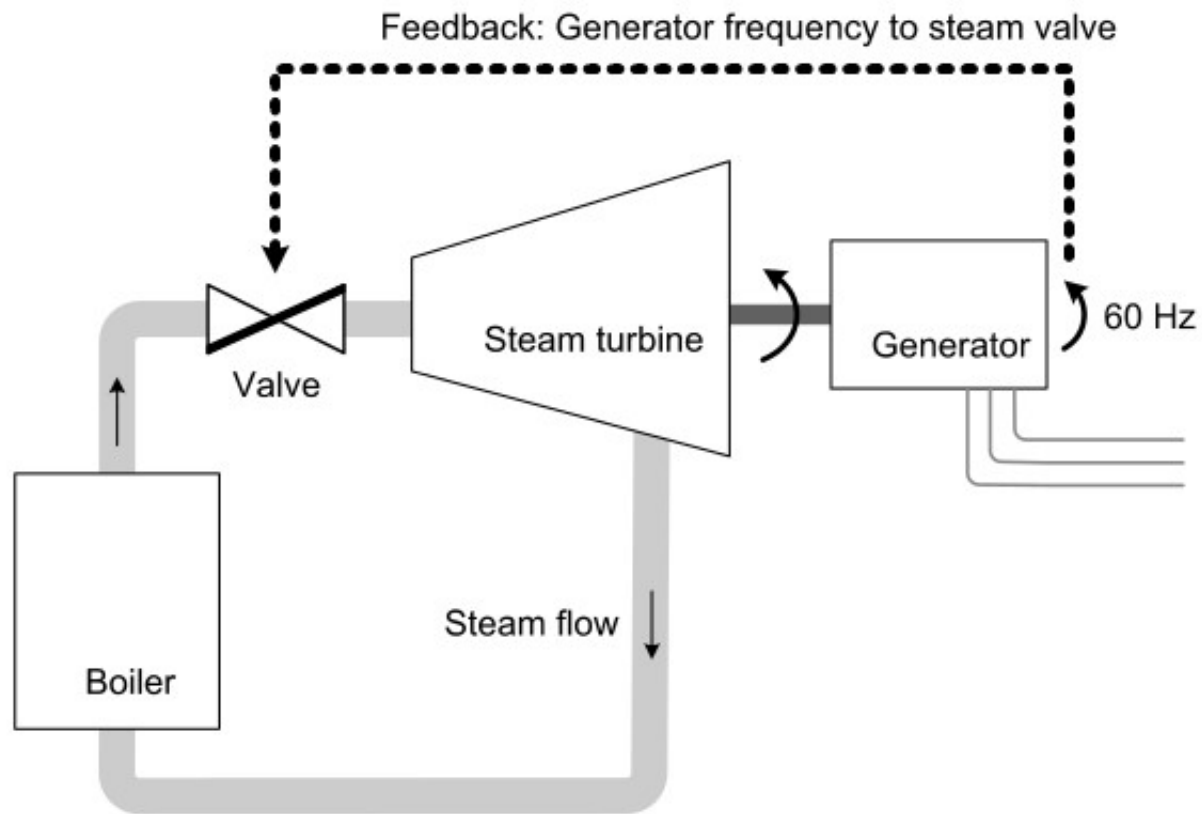 Feedback: Generator frequency to steam valve
60 Hz
Steam turbine
Generator
Valve
Steam flow
Boiler